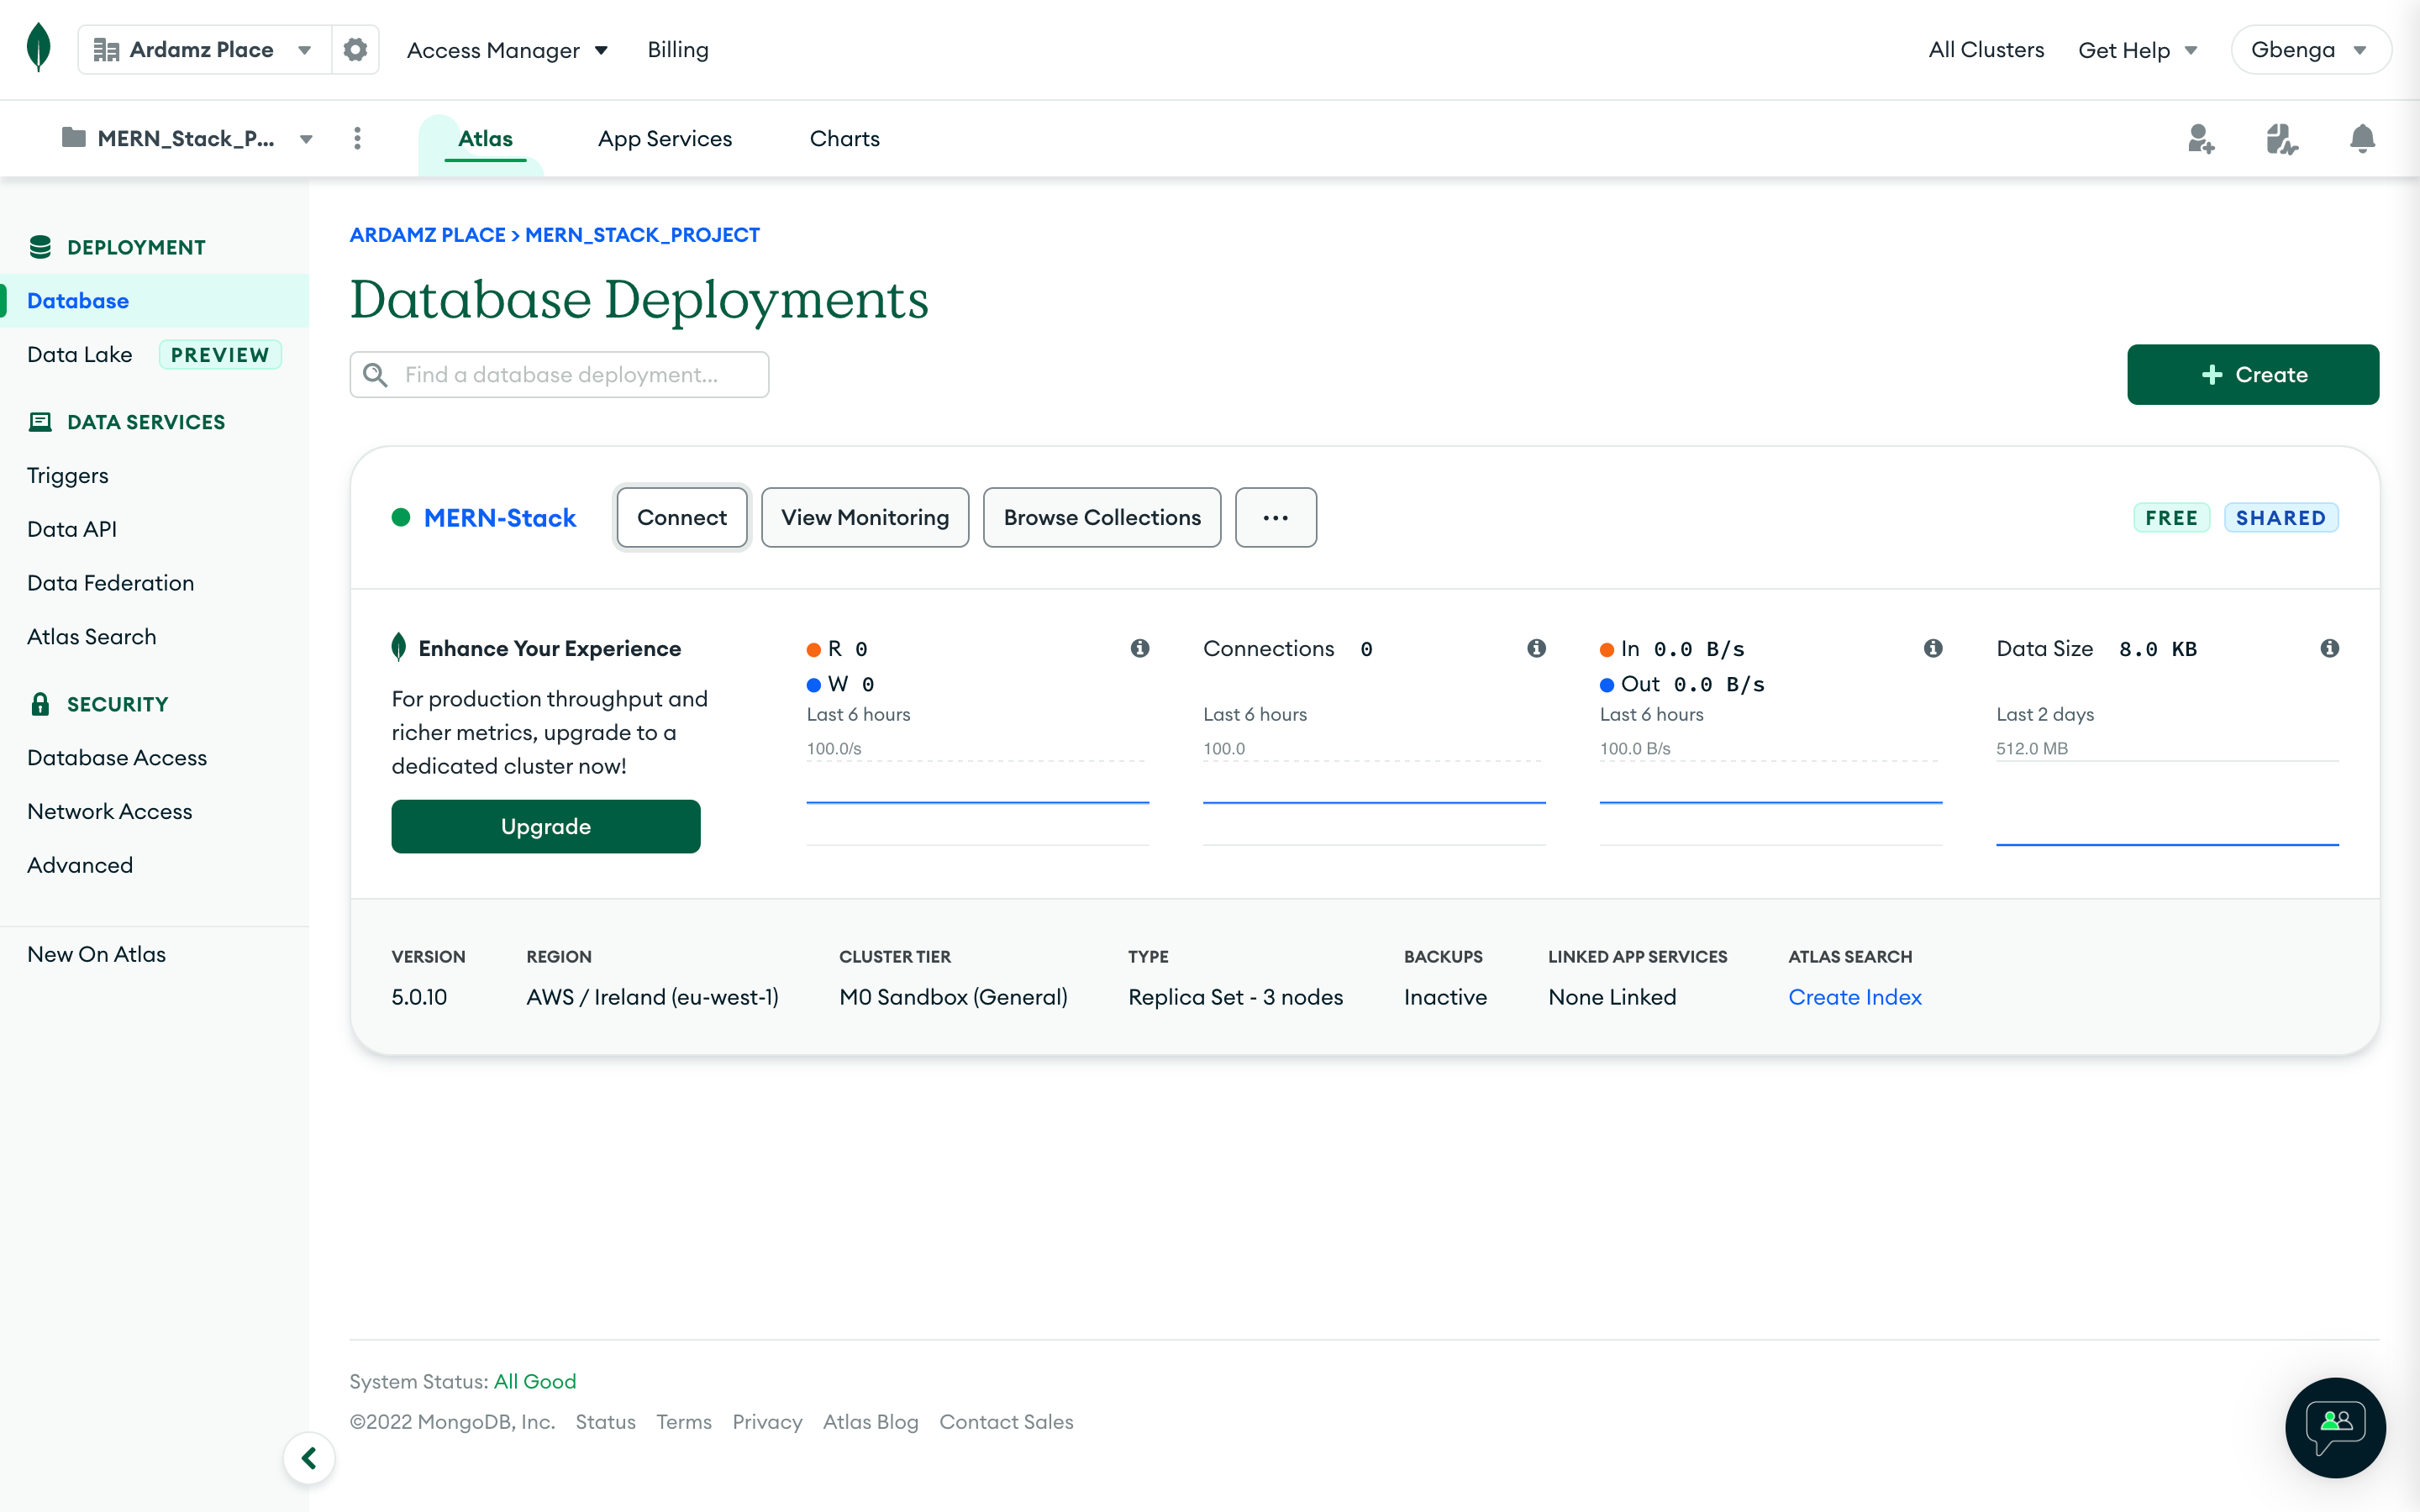 Ardamz Place
Access Manager
Billing
All Clusters
Get Help
Gbenga
MERN_Stack_P...
Atlas
App Services
Charts
DEPLOYMENT
Database
Data Lake PREVIEW
DATA SERVICES
Triggers
Data API
Data Federation
Atlas Search
SECURITY
Database Access
Network Access
Advanced
New On Atlas
ARDAMZ PLACE > MERN_STACK_PROJECT
Database Deployments
Find a database deployment...
+ Create
MERN-Stack
Connect
View Monitoring
Browse Collections
...
FREE
SHARED
Enhance Your Experience
For production throughput and
richer metrics, upgrade to a
dedicated cluster now!
Upgrade
R 0
W 0
Last 6 hours
100.0/s
Connections 0
Last 6 hours
100.0
In 0.0 B/s
Out 0.0 B/s
Last 6 hours
100.0 B/s
Data Size 8.0 KB
Last 2 days
512.0 MB
VERSION
5.0.10
REGION
AWS / Ireland (eu-west-1)
CLUSTER TIER
M0 Sandbox (General)
TYPE
Replica Set - 3 nodes
BACKUPS
Inactive
LINKED APP SERVICES
None Linked
ATLAS SEARCH
Create Index
System Status: All Good
©2022 MongoDB, Inc. Status Terms Privacy Atlas Blog Contact Sales